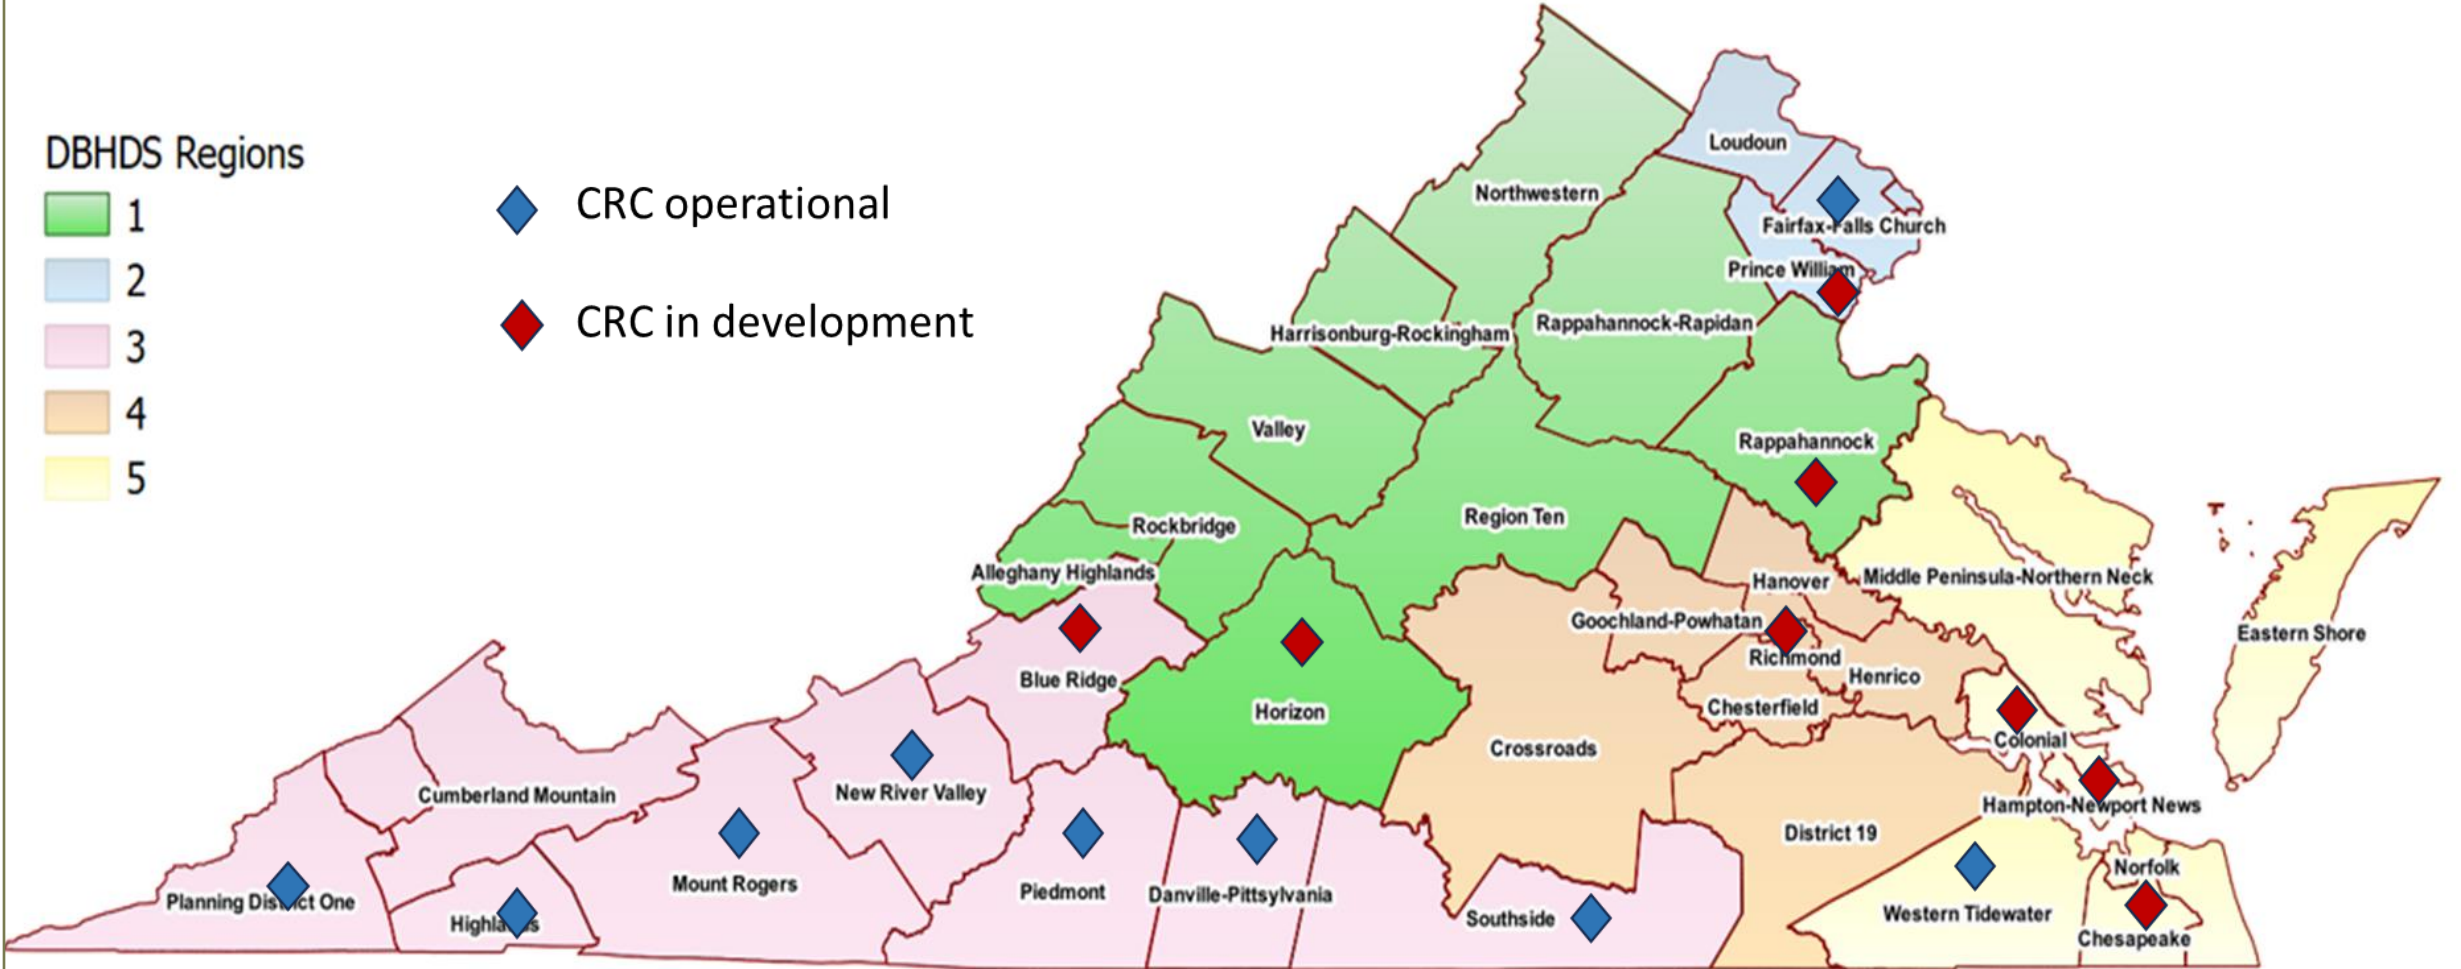 DBHDS Regions
1
2
3
4
5
CRC operational
CRC in development
Loudoun
Northwestern
Fairfax-Falls Church
Prince William
Rappahannock-Rapidan
Harrisonburg-Rockingham
Valley
Rappahannock
Region Ten
Rockbridge
Alleghany Highlands
Hanover
Middle Peninsula-Northern Neck
Goochland-Powhatan
Eastern Shore
Richmond
Henrico
Blue Ridge
Horizon
Chesterfield
Colonial
Crossroads
Cumberland Mountain
New River Valley
Hampton-Newport News
District 19
Norfolk
Mount Rogers
Piedmont
Danville-Pittsylvania
Planning District One
Highlands
Southside
Western Tidewater
Chesapeake